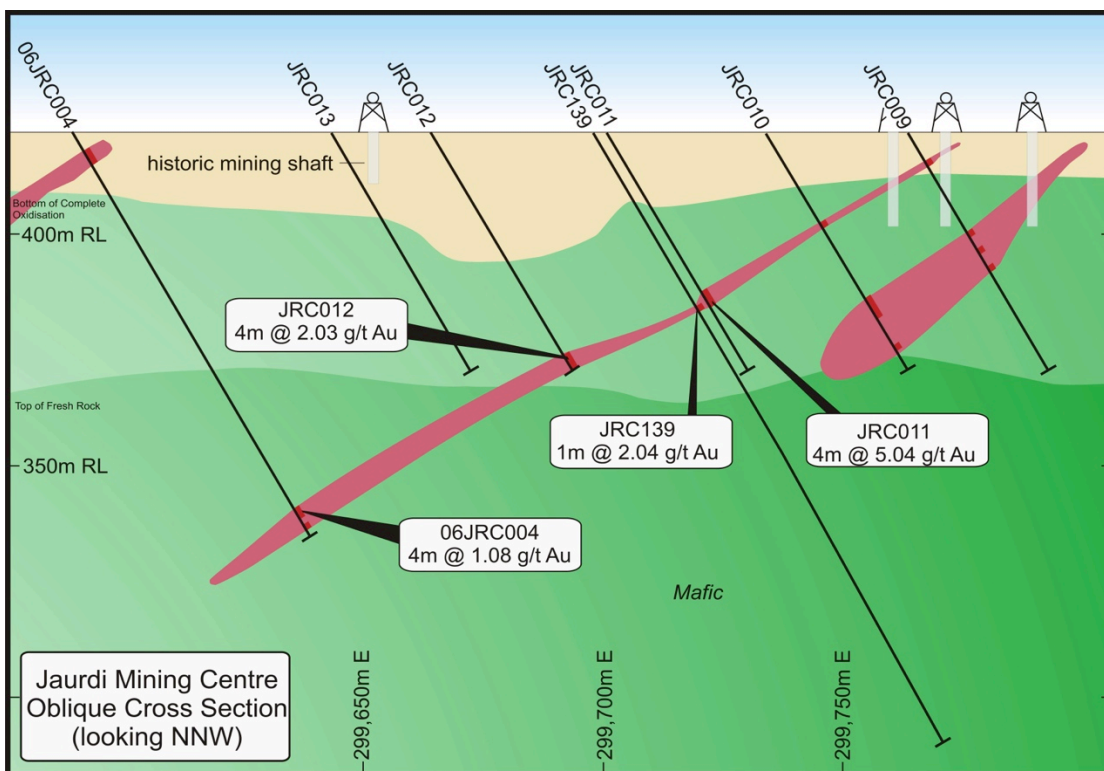 06JRC004
JRC013
JRC012
JRC139
JRC011
JRC010
JRC009
historic mining shaft
Bottom of Complete
Oxidisation
400m RL
JRC012
4m @ 2.03 g/t Au
Top of Fresh Rock
JRC139
1m @ 2.04 g/t Au
JRC011
4m @ 5.04 g/t Au
350m RL
06JRC004
4m @ 1.08 g/t Au
Mafic
Jaurdi Mining Centre
Oblique Cross Section
(looking NNW)
299,650m E
299,700m E
299,750m E